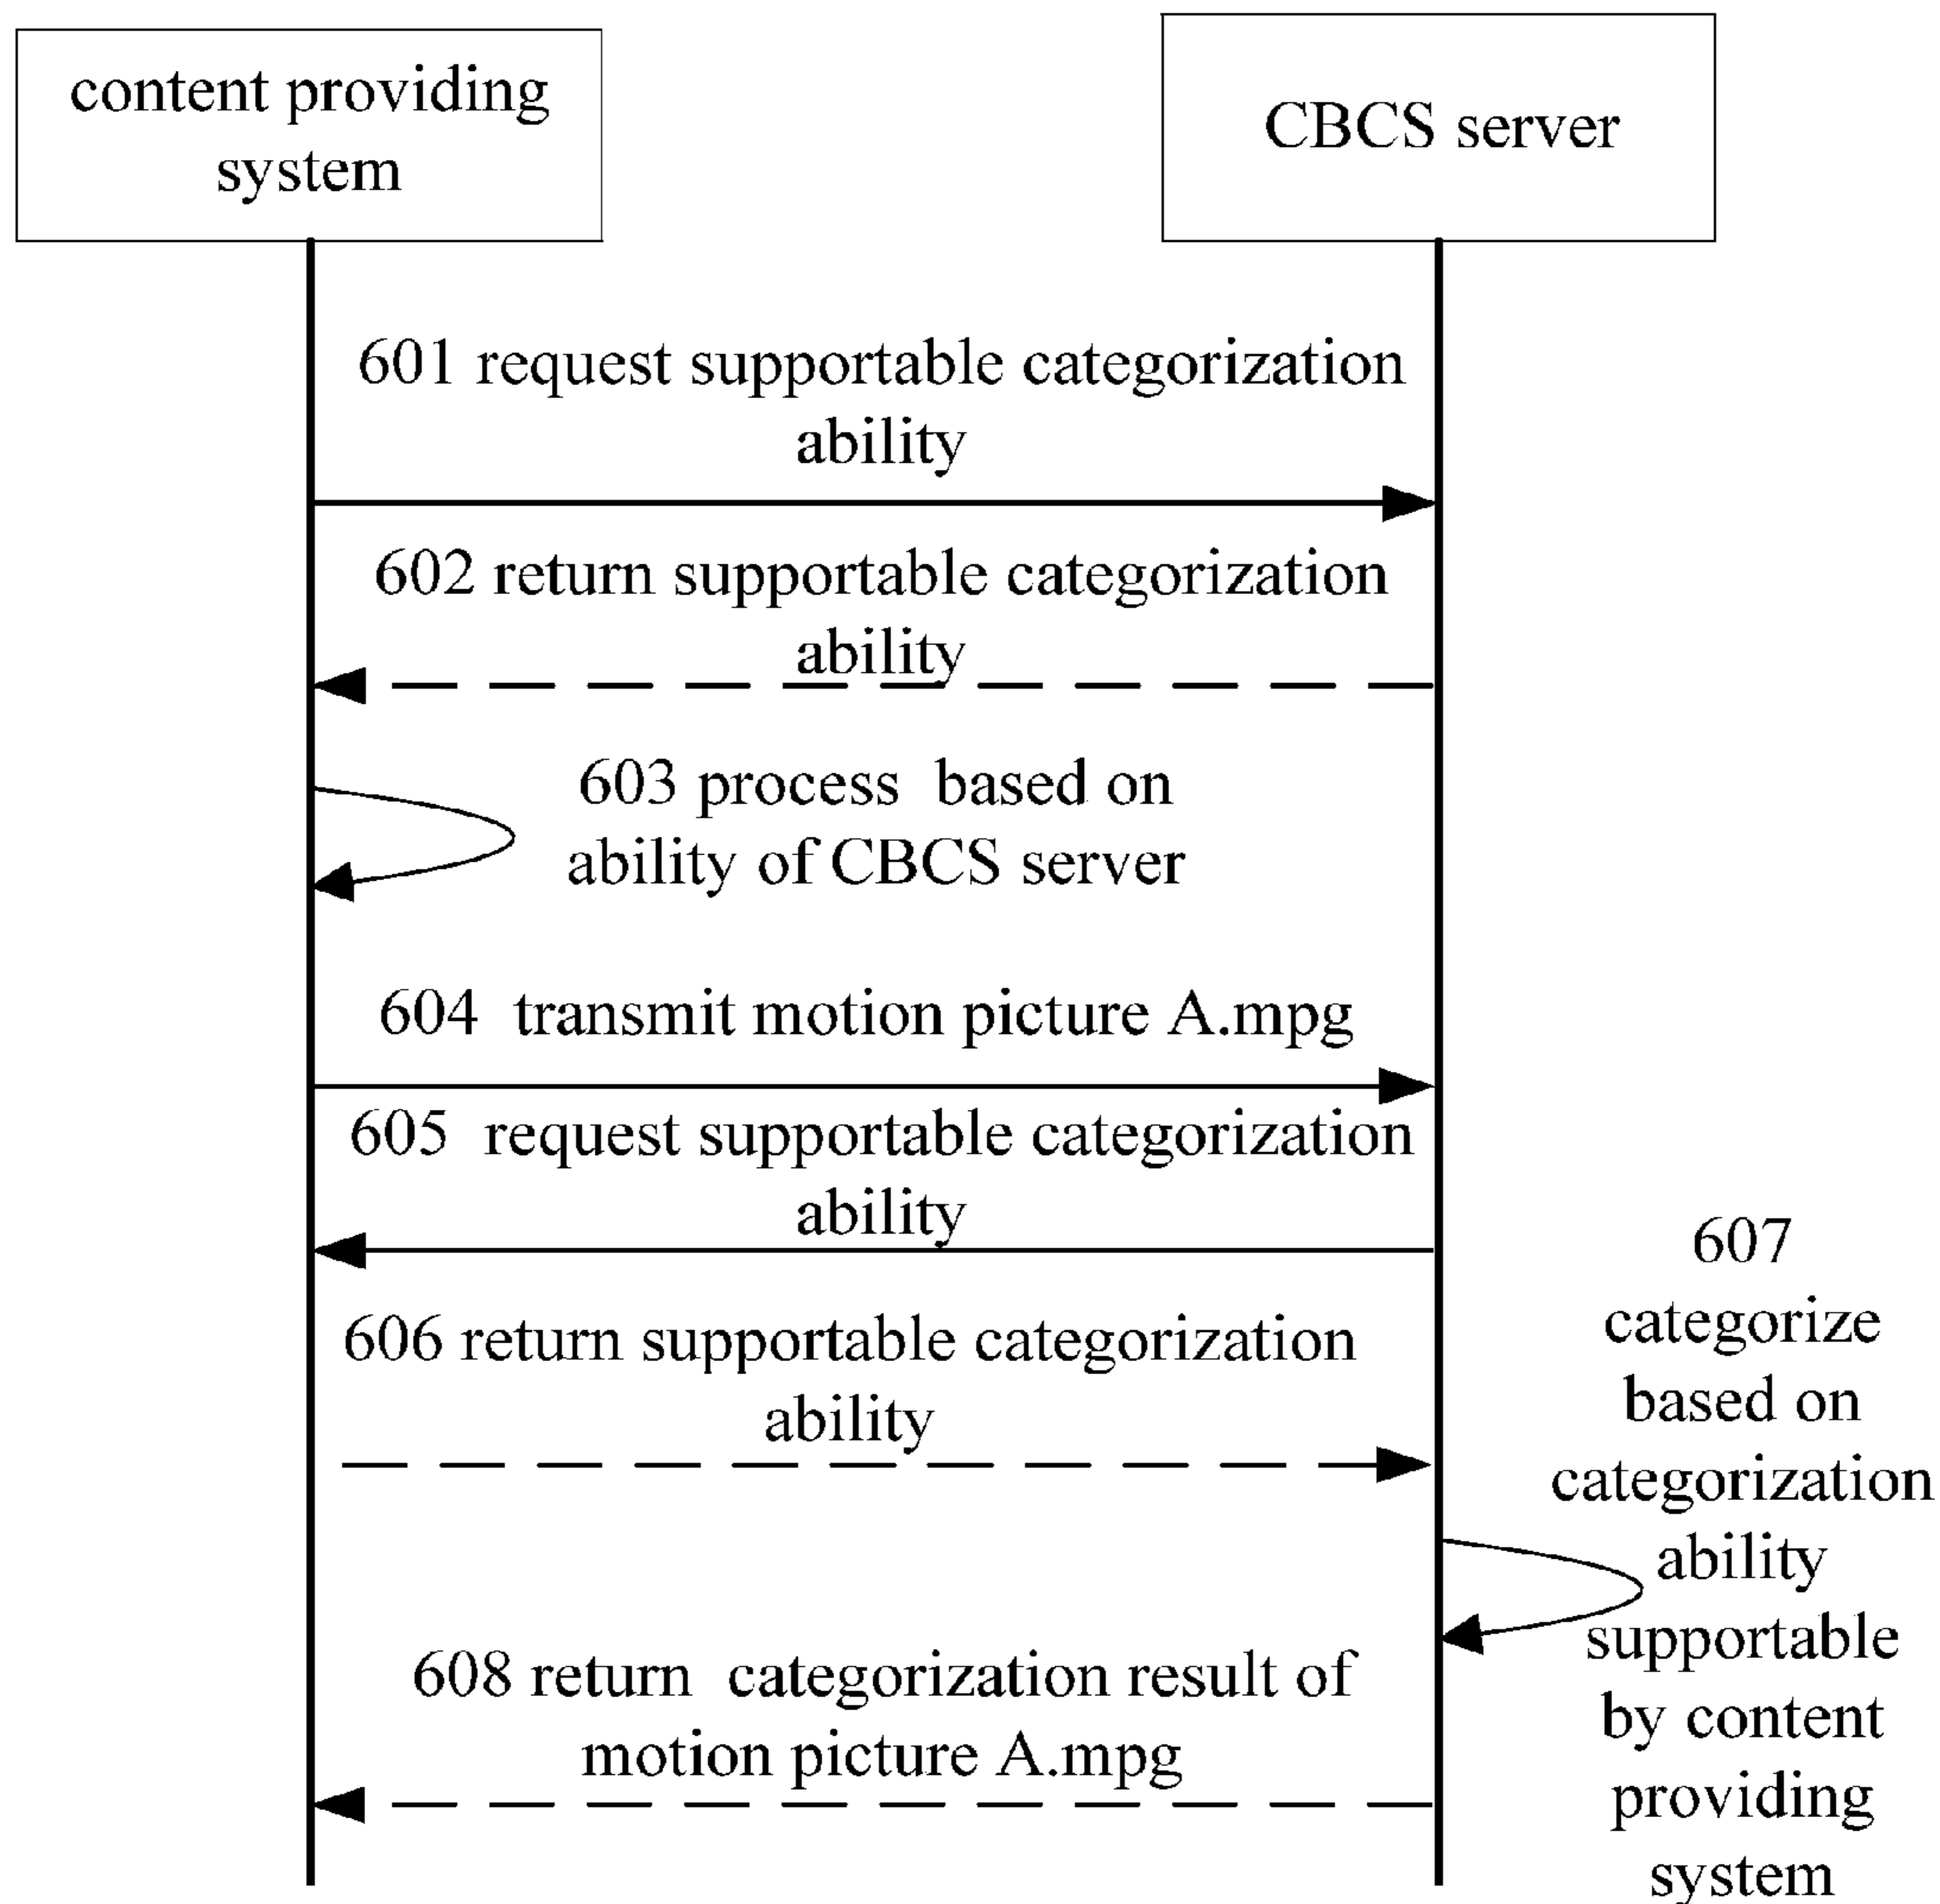 content providing
system
CBCS server
601 request supportable categorization
ability
602 return supportable categorization
ability
603 process based on
ability of CBCS server
604 transmit motion picture A.mpg
605 request supportable categorization
ability
606 return supportable categorization
ability
607
categorize
based on
categorization
ability
supportable
by content
providing
system
608 return categorization result of
motion picture A.mpg